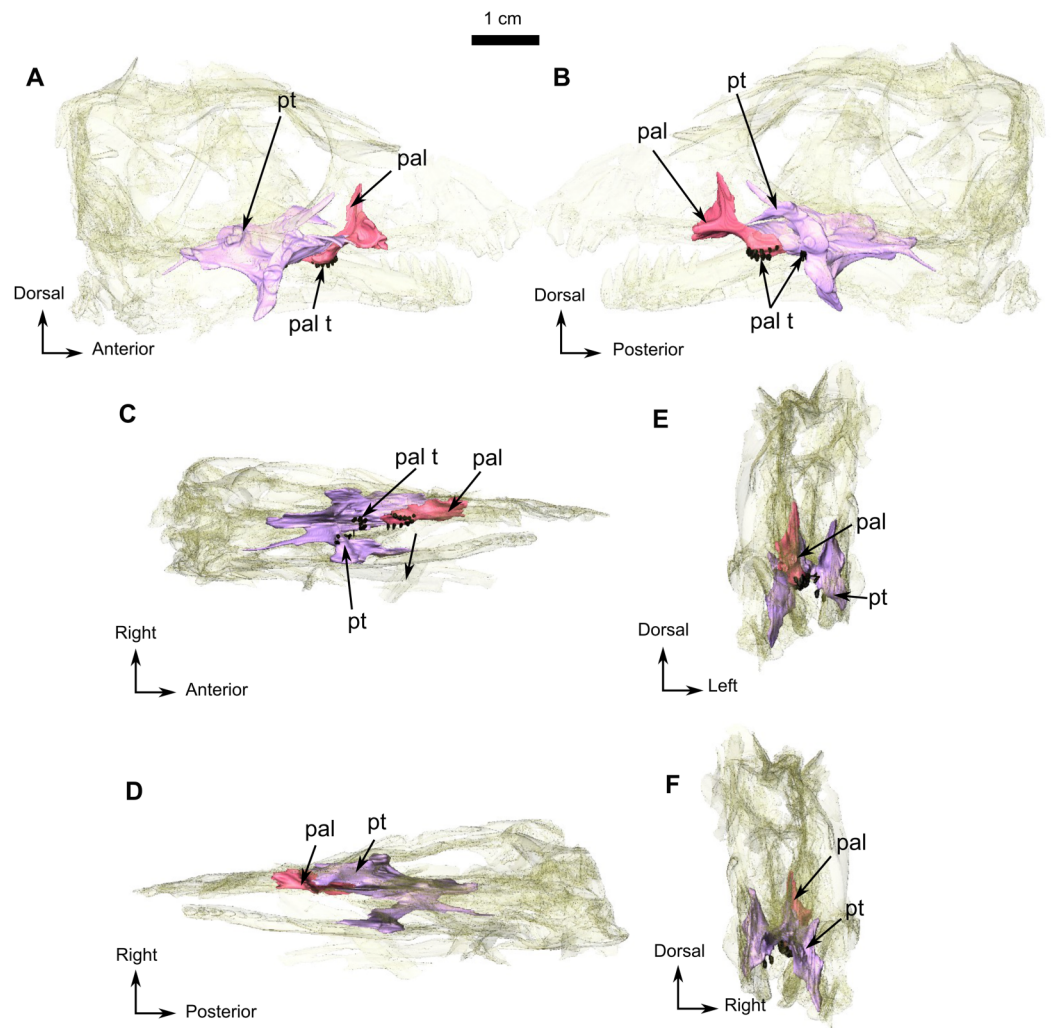 1 cm
A
pt
pal
pal t
Dorsal
Anterior
B
pt
pal
pal t
Dorsal
Posterior
C
pal t
pal
pt
Right
Anterior
E
pal
pt
Dorsal
Left
D
pal
pt
Right
Posterior
F
pal
pt
Dorsal
Right